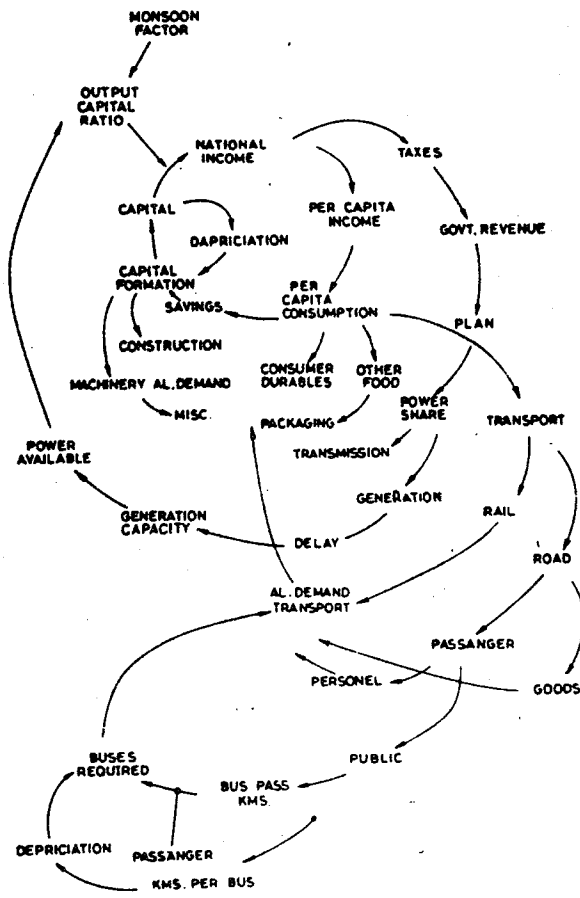 MONSOON
FACTOR
OUTPUT
CAPITAL
RATIO
NATIONAL
INCOME
TAXES
CAPITAL
PER CAPITA
INCOME
GOVT. REVENUE
DAPRICIATION
CAPITAL
FORMATION
SAVINGS
PER
CAPITA
CONSUMPTION
PLAN
CONSTRUCTION
CONSUMER
DURABLES
OTHER
FOOD
MACHINERY AL. DEMAND
MISC.
PACKAGING
POWER
SHARE
TRANSPORT
TRANSMISSION
POWER
AVAILABLE
GENERATION
GENERATION
CAPACITY
RAIL
DELAY
ROAD
AL. DEMAND
TRANSPORT
PASSANGER
PERSONEL
GOODS
BUSES
REQUIRED
PUBLIC
BUS PASS
KMS.
DEPRICIATION
PASSANGER
KMS. PER BUS